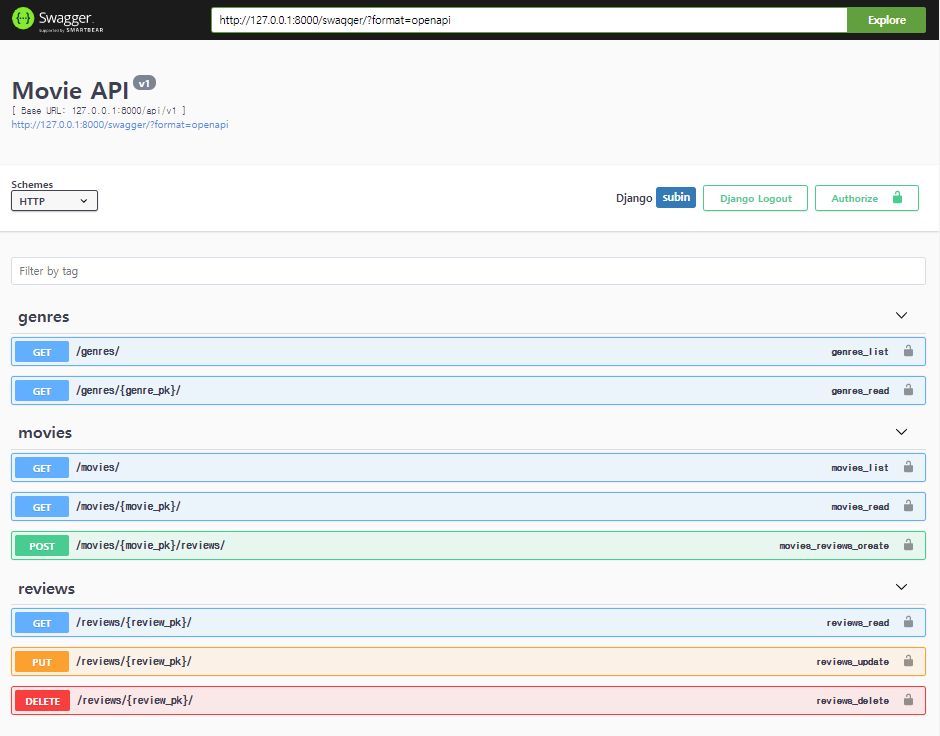 Swagger.
Supported by SMARTBEAR
http://127.0.0.1:8000/swagger/?format=openapi
Explore
Movie API v1
[ Base URL: 127.0.0.1:8000/api/v1 ]
http://127.0.0.1:8000/swagger/?format=openapi
Schemes
HTTP
Django subin Django Logout Authorize
Filter by tag
genres
GET /genres/ genres_list
GET /genres/{genre_pk}/ genres_read
movies
GET /movies/ movies_list
GET /movies/{movie_pk}/ movies_read
POST /movies/{movie_pk}/reviews/ movies_reviews_create
reviews
GET /reviews/{review_pk}/ reviews_read
PUT /reviews/{review_pk}/ reviews_update
DELETE /reviews/{review_pk}/ reviews_delete